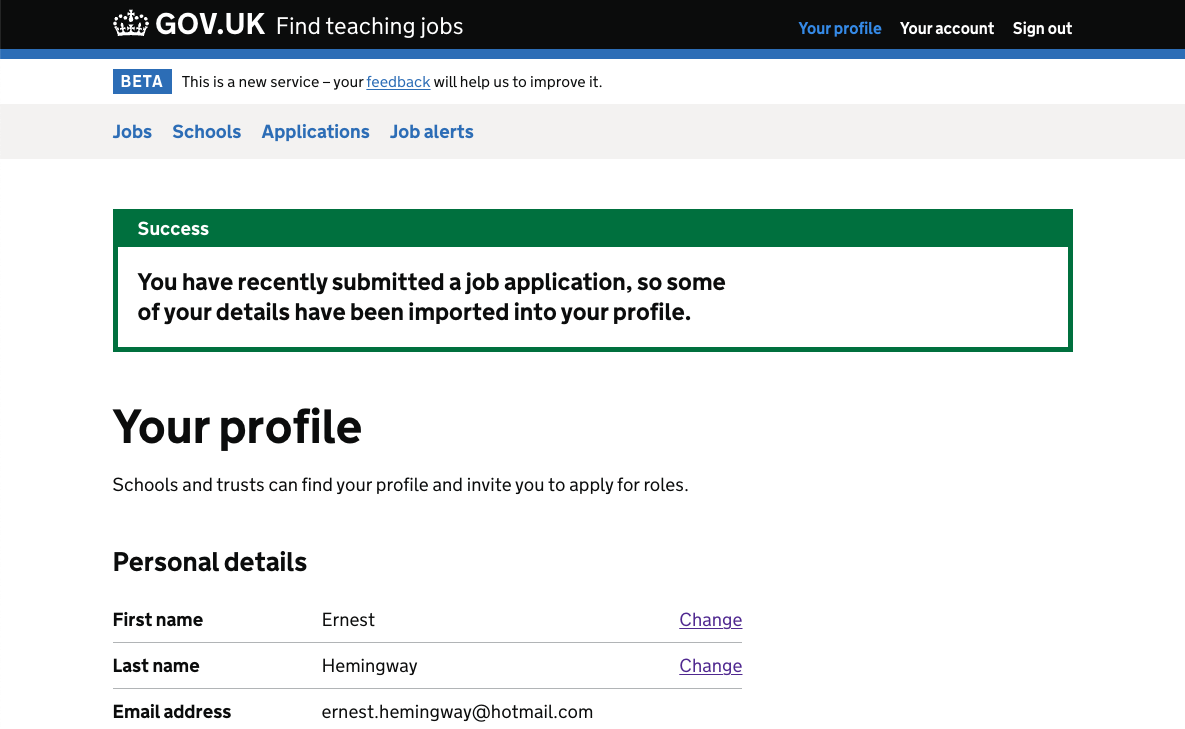 GOV.UK Find teaching jobs Your profile Your account Sign out
BETA This is a new service – your feedback will help us to improve it.
Jobs Schools Applications Job alerts
Success
You have recently submitted a job application, so some
of your details have been imported into your profile.
Your profile
Schools and trusts can find your profile and invite you to apply for roles.
Personal details
First name Ernest Change
Last name Hemingway Change
Email address ernest.hemingway@hotmail.com